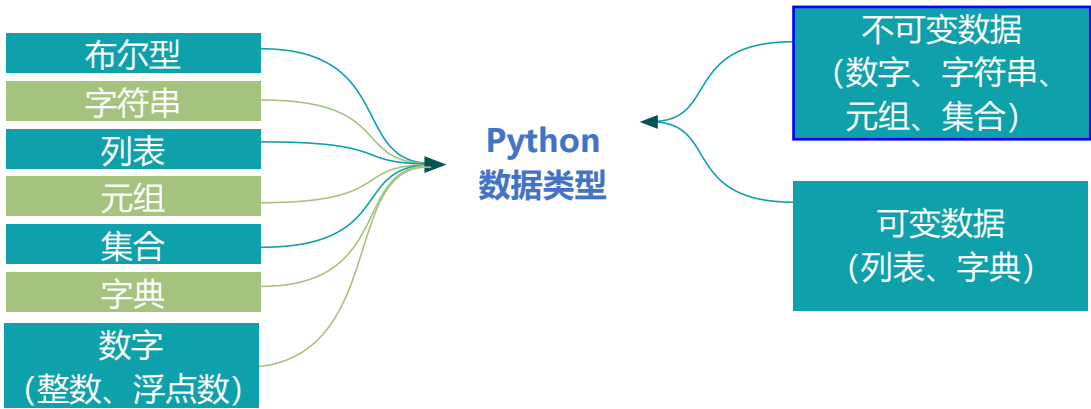 布尔型
字符串
列表
元组
集合
字典
数字
（整数、浮点数）
Python
数据类型
不可变数据
（数字、字符串、
元组、集合）
可变数据
（列表、字典）